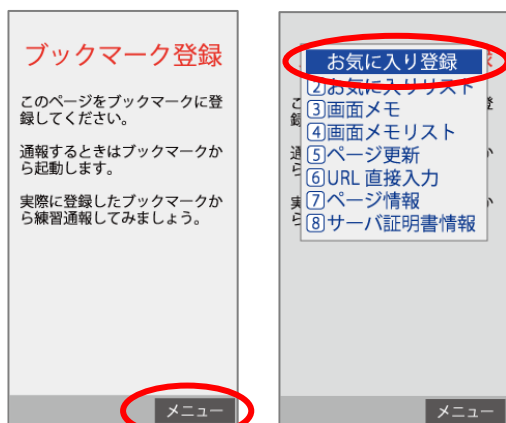 ブックマーク登録
このページをブックマークに登
録してください。
通報するときはブックマークか
ら起動します。
実際に登録したブックマークか
ら練習通報してみましょう。
メニュー
お気に入り登録
2お気に入りリスト
3画面メモ
4画面メモリスト
5ページ更新
6URL 直接入力
7ページ情報
8サーバ証明書情報
メニュー